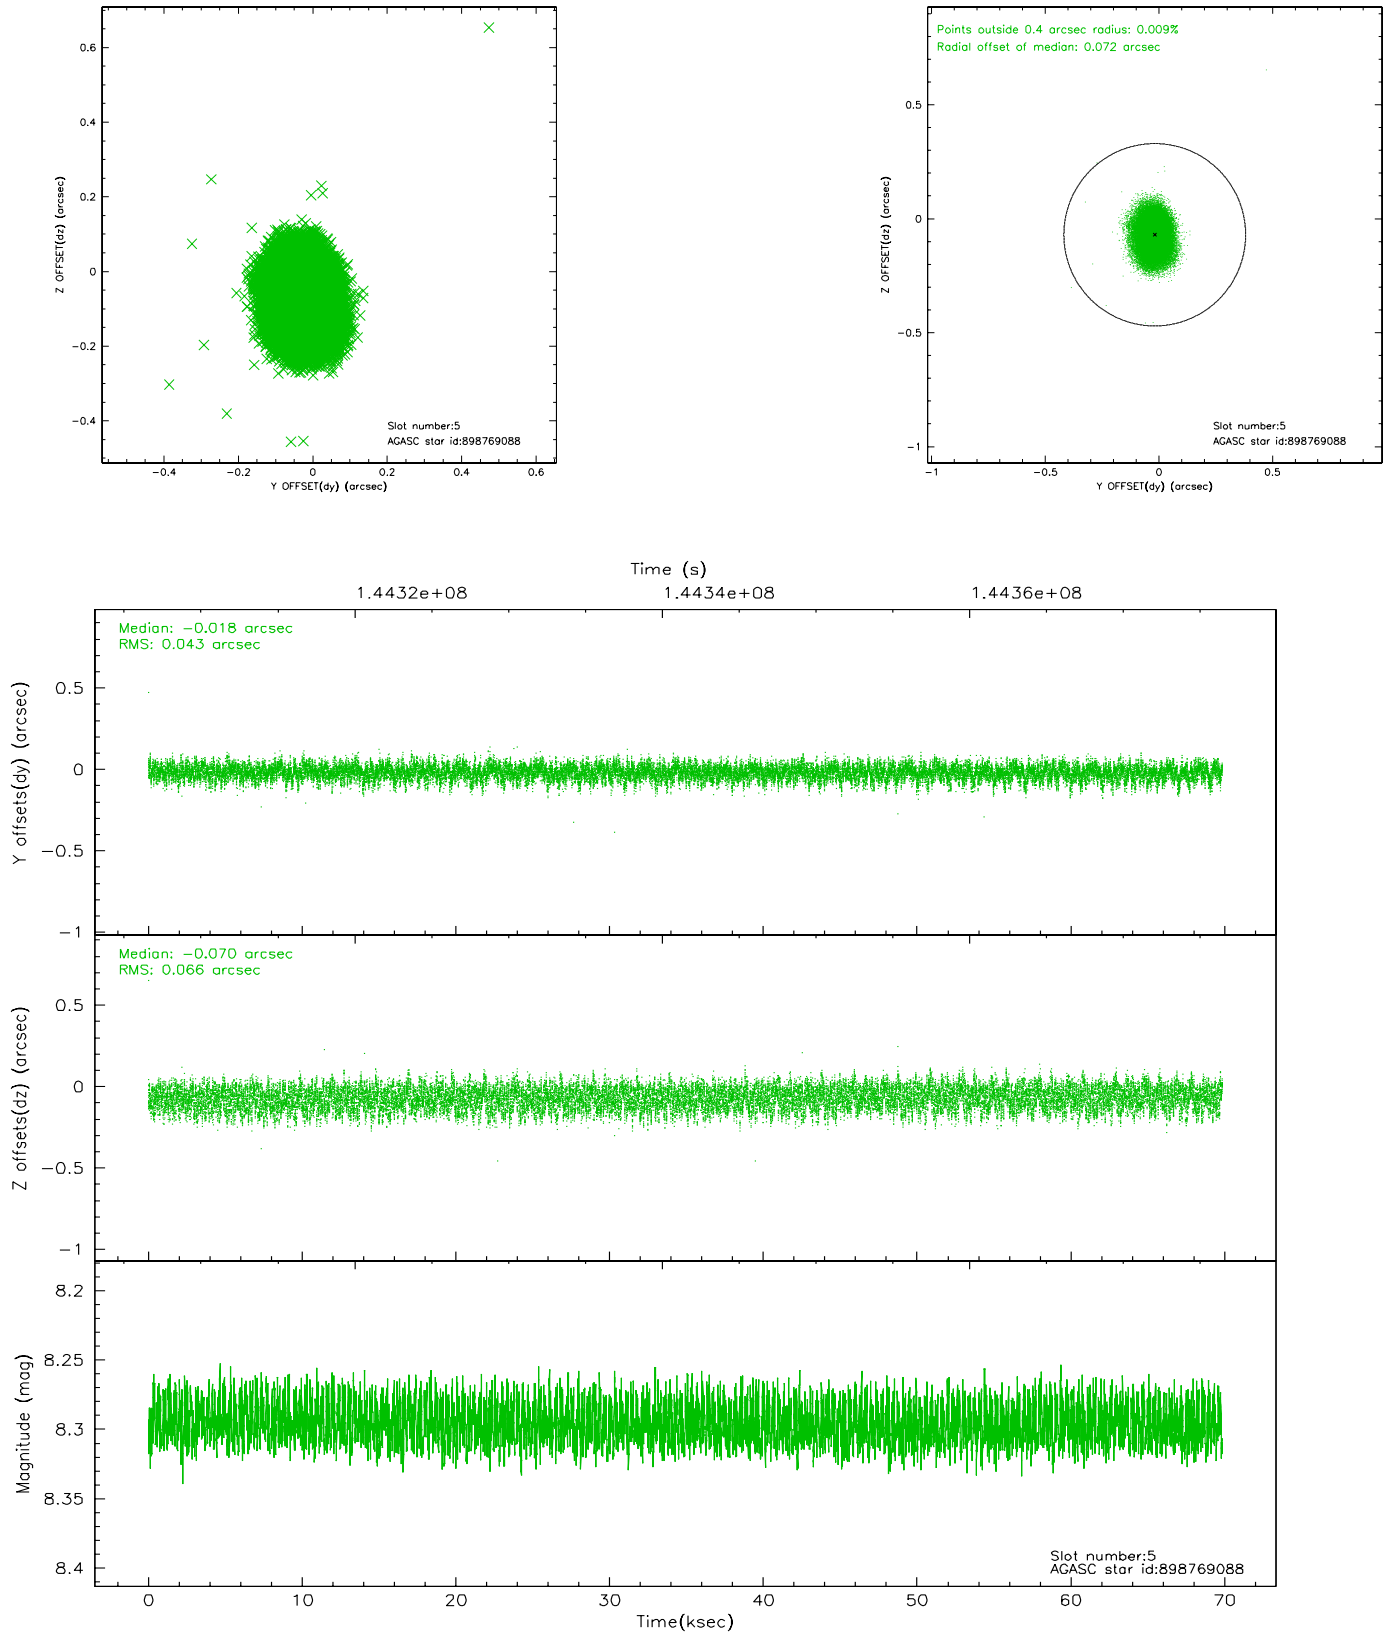 0.6
0.4
0.2
0
−0.2
−0.4
Z OFFSET(dz) (arcsec)
Slot number:5
AGASC star id:898769088
−0.4 −0.2 0 0.2 0.4 0.6
Y OFFSET(dy) (arcsec)
Points outside 0.4 arcsec radius: 0.009%
Radial offset of median: 0.072 arcsec
0.5
0
−0.5
−1
Z OFFSET(dz) (arcsec)
Slot number:5
AGASC star id:898769088
−1 −0.5 0 0.5
Y OFFSET(dy) (arcsec)
Time (s)
1.4432e+08 1.4434e+08 1.4436e+08
Median: −0.018 arcsec
RMS: 0.043 arcsec
0.5
0
−0.5
−1
Y offsets(dy) (arcsec)
Median: −0.070 arcsec
RMS: 0.066 arcsec
0.5
0
−0.5
−1
Z offsets(dz) (arcsec)
8.2
8.25
8.3
8.35
8.4
Magnitude (mag)
Slot number:5
AGASC star id:898769088
0 10 20 30 40 50 60 70
Time(ksec)